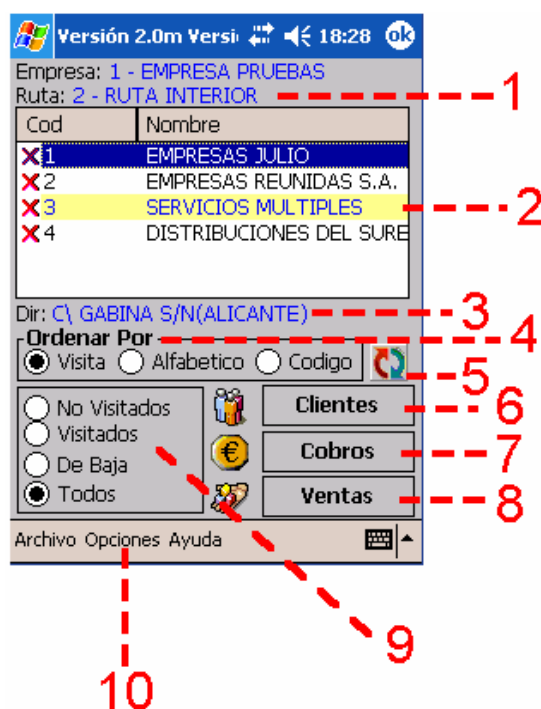 Versión 2.0m Versi 18:28 ok
Empresa: 1 - EMPRESA PRUEBAS
Ruta: 2 - RUTA INTERIOR 1
Cod Nombre
1 EMPRESAS JULIO
2 EMPRESAS REUNIDAS S.A.
3 SERVICIOS MULTIPLES 2
4 DISTRIBUCIONES DEL SURE
Dir: C\ GABINA S/N(ALICANTE) 3
Ordenar Por 4
Visita Alfabetico Codigo 5
No Visitados Clientes 6
Visitados
De Baja Cobros 7
Todos Ventas 8
Archivo Opciones Ayuda
9
10